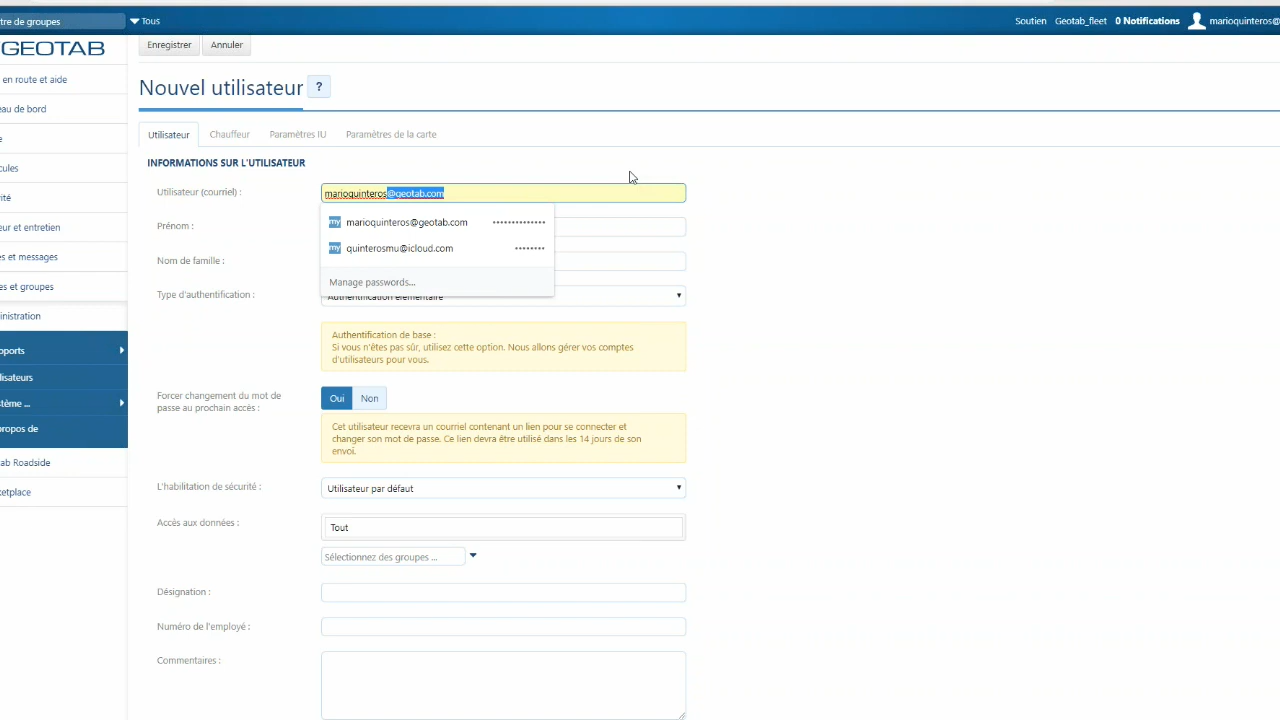 tre de groupes
Tous
Soutien
Geotab_fleet
0 Notifications
marioquinteros@
GEOTAB
Enregistrer
Annuler
en route et aide
Nouvel utilisateur
?
eau de bord
e
Utilisateur
Chauffeur
Paramètres IU
Paramètres de la carte
INFORMATIONS SUR L'UTILISATEUR
cules
Utilisateur (courriel) :
marioquinteros@geotab.com
rité
my marioquinteros@geotab.com ••••••••••••••
Prénom :
eur et entretien
my quinterosmu@icloud.com ••••••••
es et messages
Nom de famille :
Manage passwords...
es et groupes
Type d'authentification :
Authentification élémentaire
inistration
Authentification de base :
Si vous n'êtes pas sûr, utilisez cette option. Nous allons gérer vos comptes
d'utilisateurs pour vous.
pports
lisateurs
Forcer changement du mot de
passe au prochain accès :
Oui
Non
stème ...
propos de
Cet utilisateur recevra un courriel contenant un lien pour se connecter et
changer son mot de passe. Ce lien devra être utilisé dans les 14 jours de son
envoi.
ab Roadside
ketplace
L'habilitation de sécurité :
Utilisateur par défaut
Accès aux données :
Tout
Sélectionnez des groupes ...
Désignation :
Numéro de l'employé :
Commentaires :